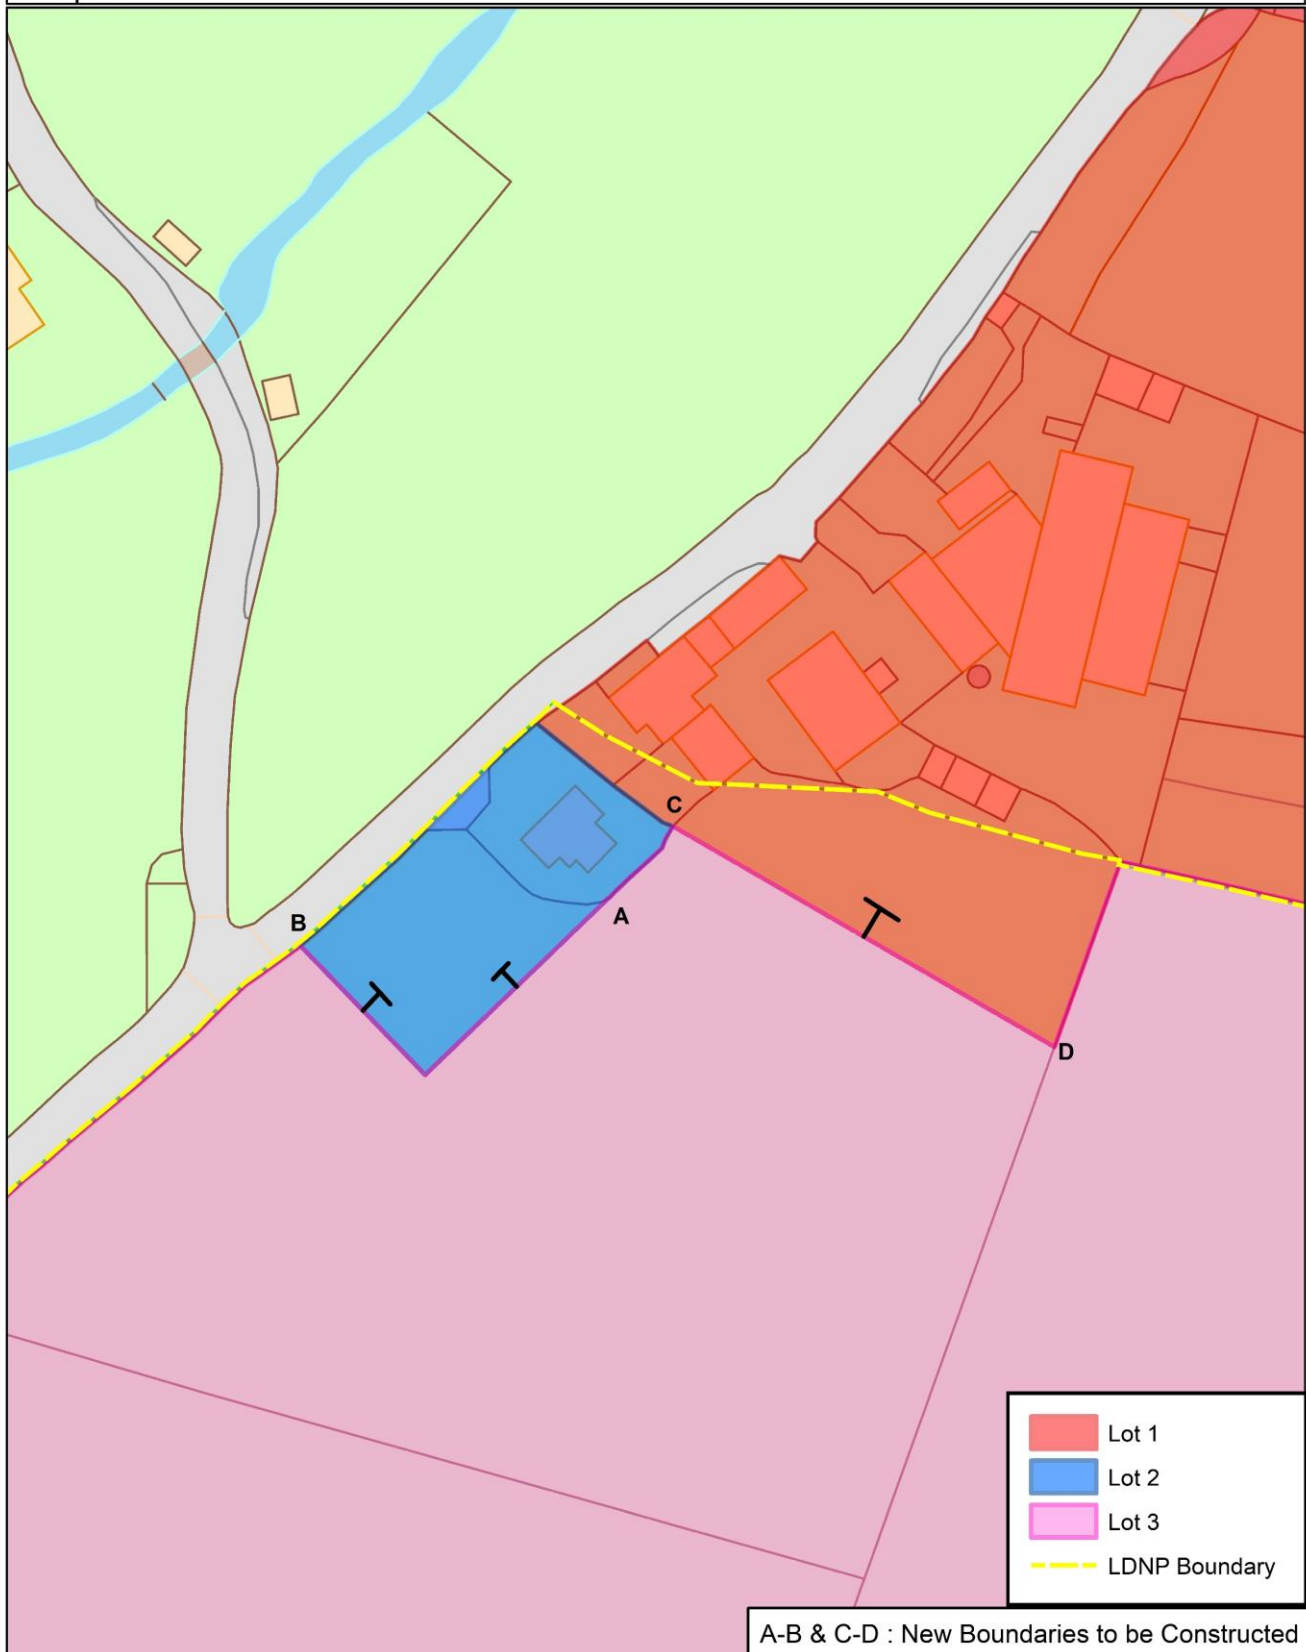 C
A
B
D
Lot 1
Lot 2
Lot 3
LDNP Boundary
A-B & C-D : New Boundaries to be Constructed